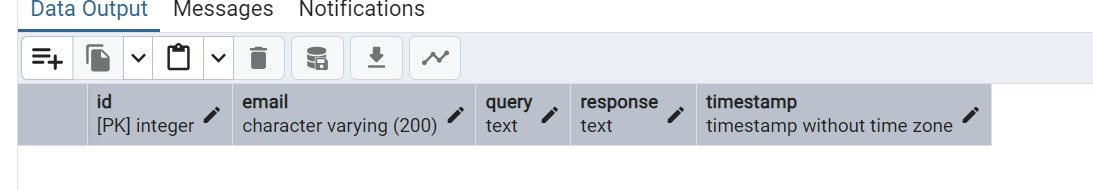 Data Output Messages Notifications
id email query response timestamp
[PK] integer character varying (200) text text timestamp without time zone